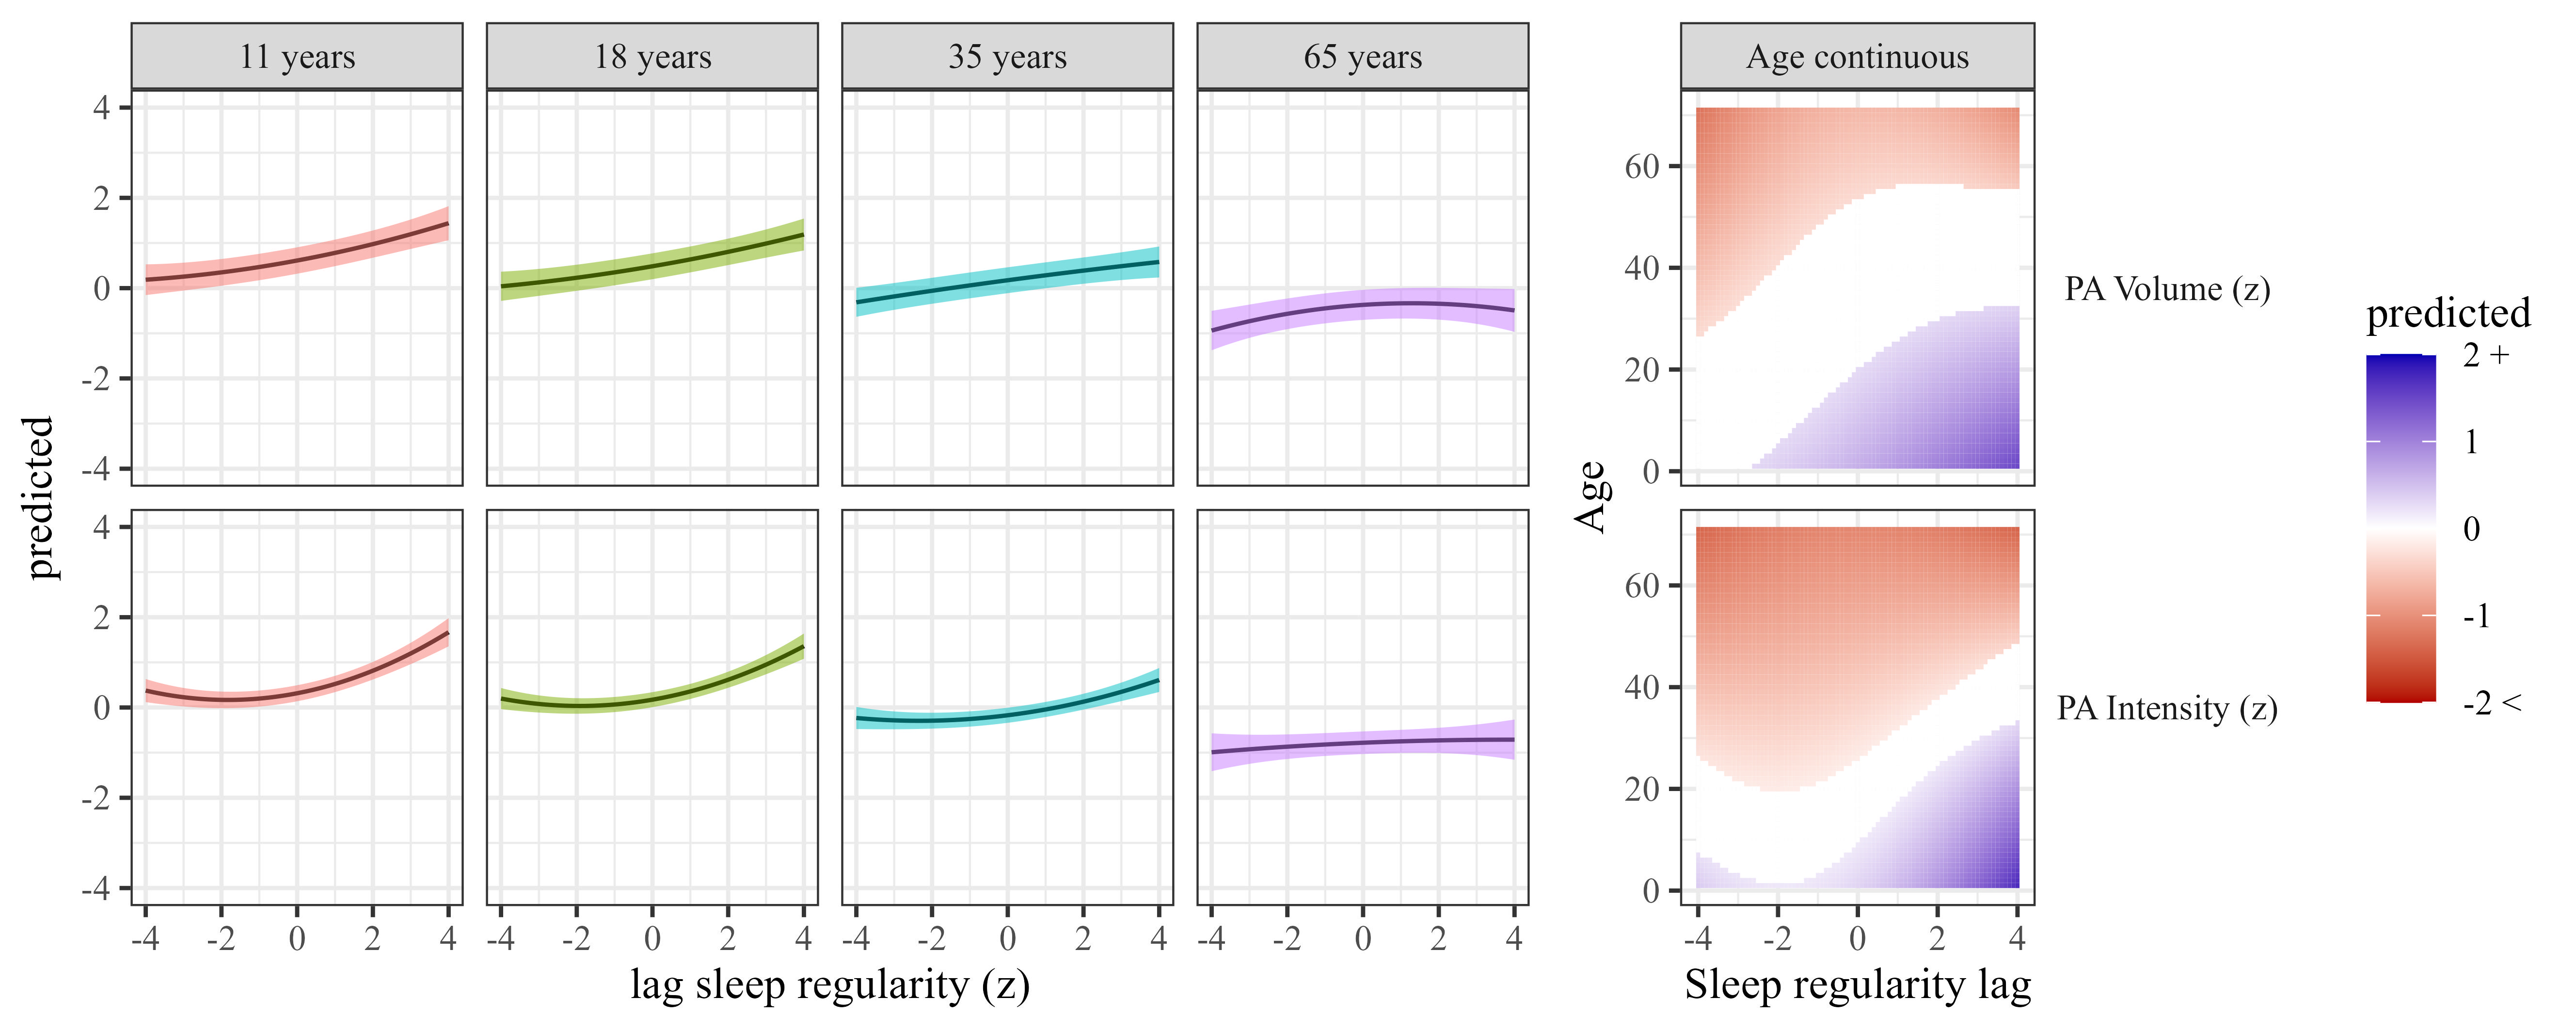 11 years
18 years
35 years
65 years
Age continuous
4
2
0
-2
-4
60
40
20
0
PA Volume (z)
predicted
2 +
1
0
-1
-2 <
predicted
Age
4
2
0
-2
-4
60
40
20
0
PA Intensity (z)
-4 -2 0 2 4
-4 -2 0 2 4
-4 -2 0 2 4
-4 -2 0 2 4
-4 -2 0 2 4
lag sleep regularity (z)
Sleep regularity lag